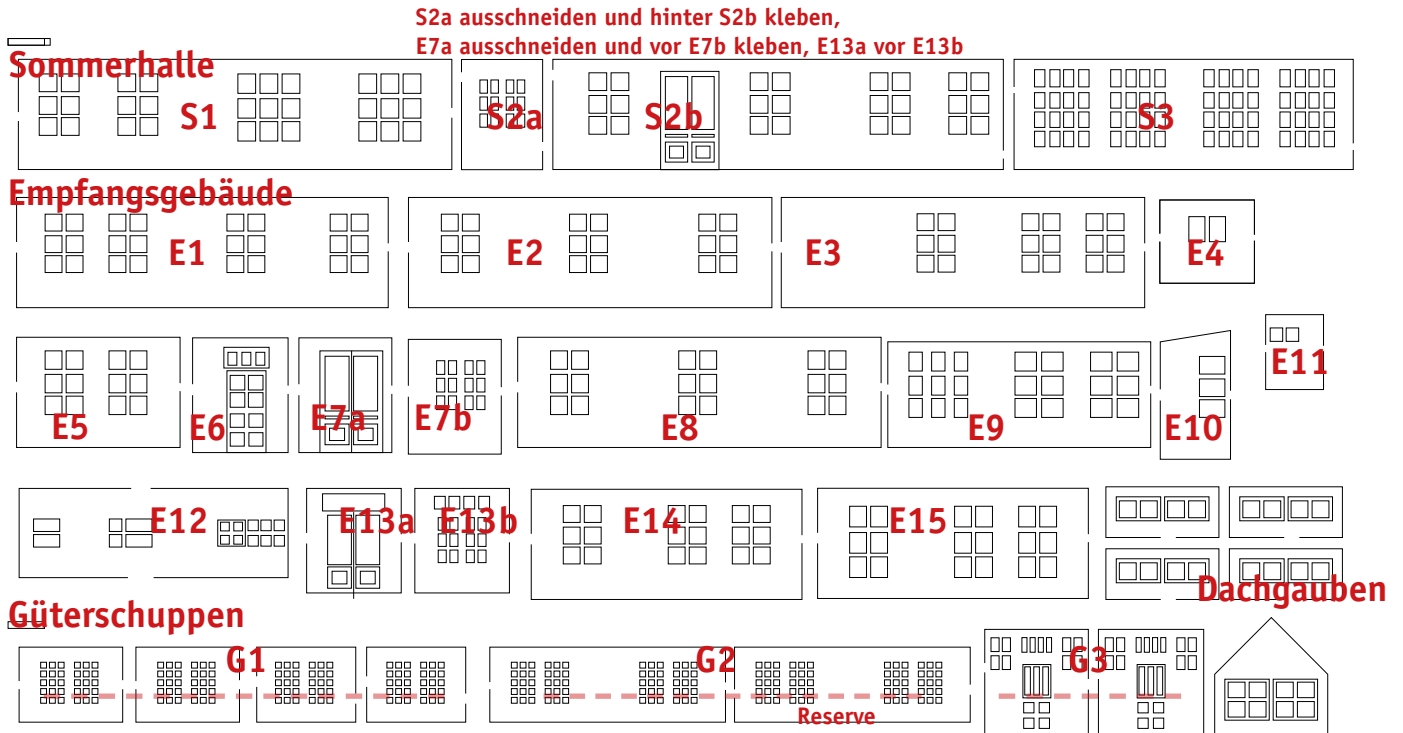 S2a ausschneiden und hinter S2b kleben,
E7a ausschneiden und vor E7b kleben, E13a vor E13b
Sommerhalle
S1 S2a S2b S3
Empfangsgebäude
E1 E2 E3 E4
E11
E5 E6 E7a E7b E8 E9 E10
E12 E13a E13b E14 E15
Dachgauben
Güterschuppen
G1 G2 G3
Reserve